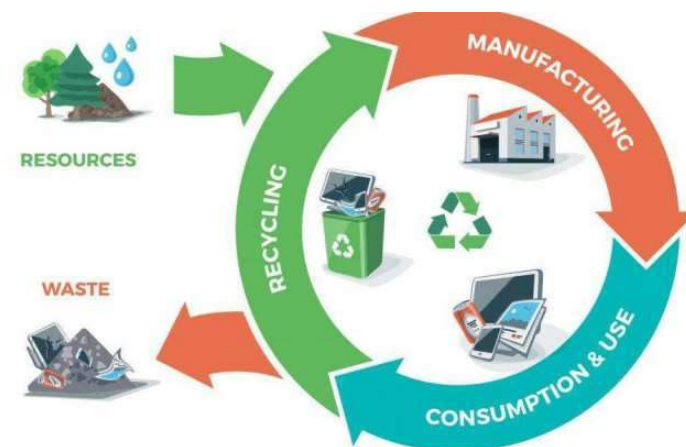 RESOURCES
WASTE
RECYCLING
MANUFACTURING
CONSUMPTION & USE